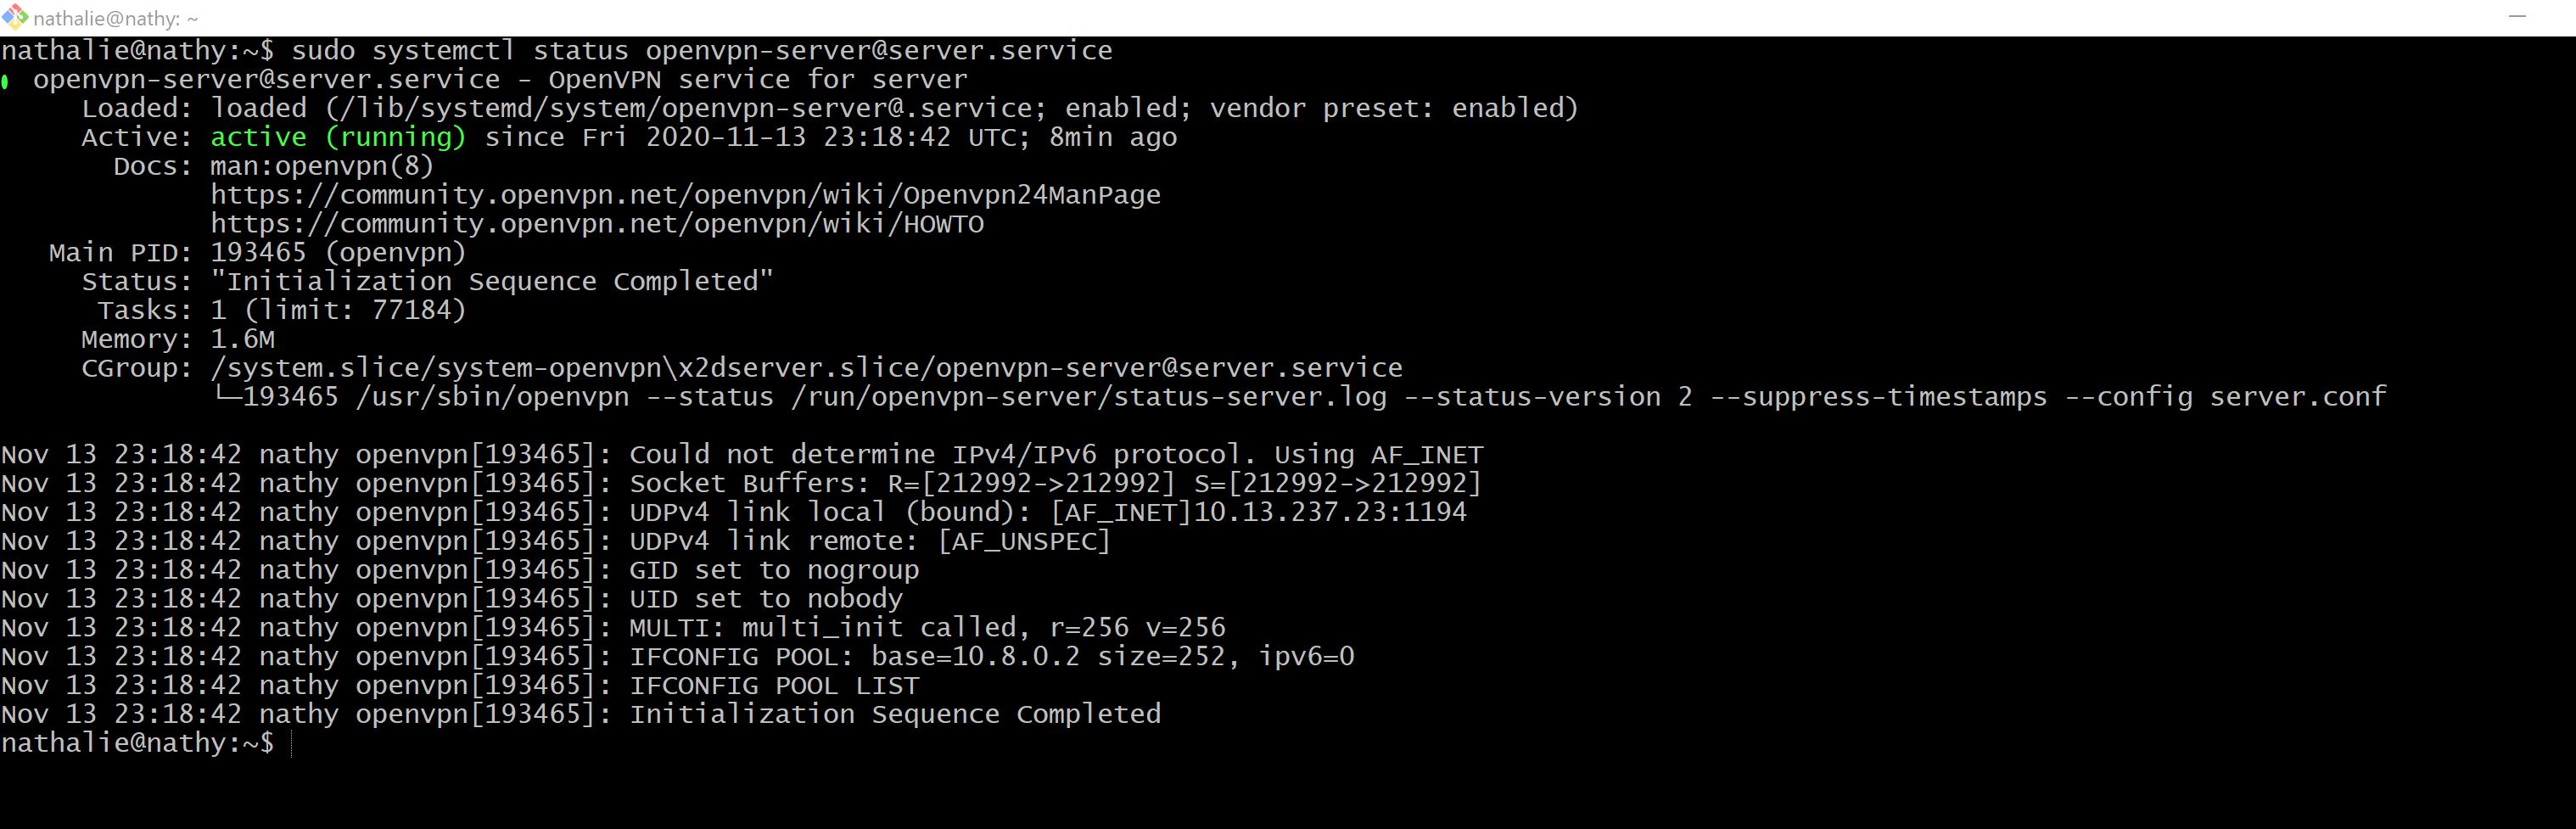 nathalie@nathy: ~
nathalie@nathy:~$ sudo systemctl status openvpn-server@server.service
openvpn-server@server.service - OpenVPN service for server
Loaded: loaded (/lib/systemd/system/openvpn-server@.service; enabled; vendor preset: enabled)
Active: active (running) since Fri 2020-11-13 23:18:42 UTC; 8min ago
Docs: man:openvpn(8)
https://community.openvpn.net/openvpn/wiki/Openvpn24ManPage
https://community.openvpn.net/openvpn/wiki/HOWTO
Main PID: 193465 (openvpn)
Status: "Initialization Sequence Completed"
Tasks: 1 (limit: 77184)
Memory: 1.6M
CGroup: /system.slice/system-openvpn\x2dserver.slice/openvpn-server@server.service
└─193465 /usr/sbin/openvpn --status /run/openvpn-server/status-server.log --status-version 2 --suppress-timestamps --config server.conf
Nov 13 23:18:42 nathy openvpn[193465]: Could not determine IPv4/IPv6 protocol. Using AF_INET
Nov 13 23:18:42 nathy openvpn[193465]: Socket Buffers: R=[212992->212992] S=[212992->212992]
Nov 13 23:18:42 nathy openvpn[193465]: UDPv4 link local (bound): [AF_INET]10.13.237.23:1194
Nov 13 23:18:42 nathy openvpn[193465]: UDPv4 link remote: [AF_UNSPEC]
Nov 13 23:18:42 nathy openvpn[193465]: GID set to nogroup
Nov 13 23:18:42 nathy openvpn[193465]: UID set to nobody
Nov 13 23:18:42 nathy openvpn[193465]: MULTI: multi_init called, r=256 v=256
Nov 13 23:18:42 nathy openvpn[193465]: IFCONFIG POOL: base=10.8.0.2 size=252, ipv6=0
Nov 13 23:18:42 nathy openvpn[193465]: IFCONFIG POOL LIST
Nov 13 23:18:42 nathy openvpn[193465]: Initialization Sequence Completed
nathalie@nathy:~$